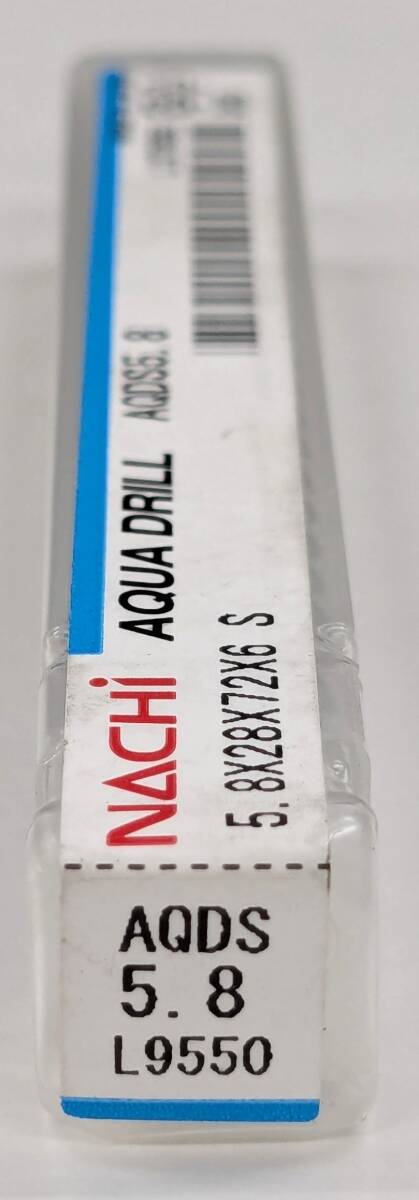 NACHi AQUA DRILL AQDS5.8
5.8X28X72X6 S
AQDS
5.8
L9550